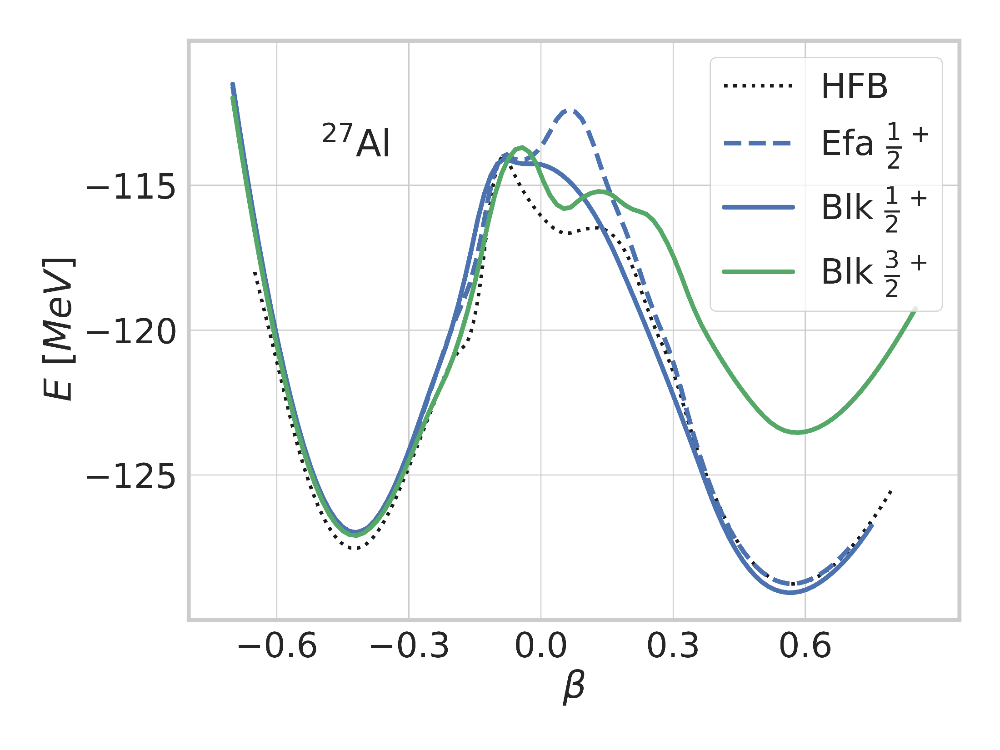 E [MeV]
−115
−120
−125
²⁷Al
HFB
Efa 1/2 ⁺
Blk 1/2 ⁺
Blk 3/2 ⁺
−0.6 −0.3 0.0 0.3 0.6
β